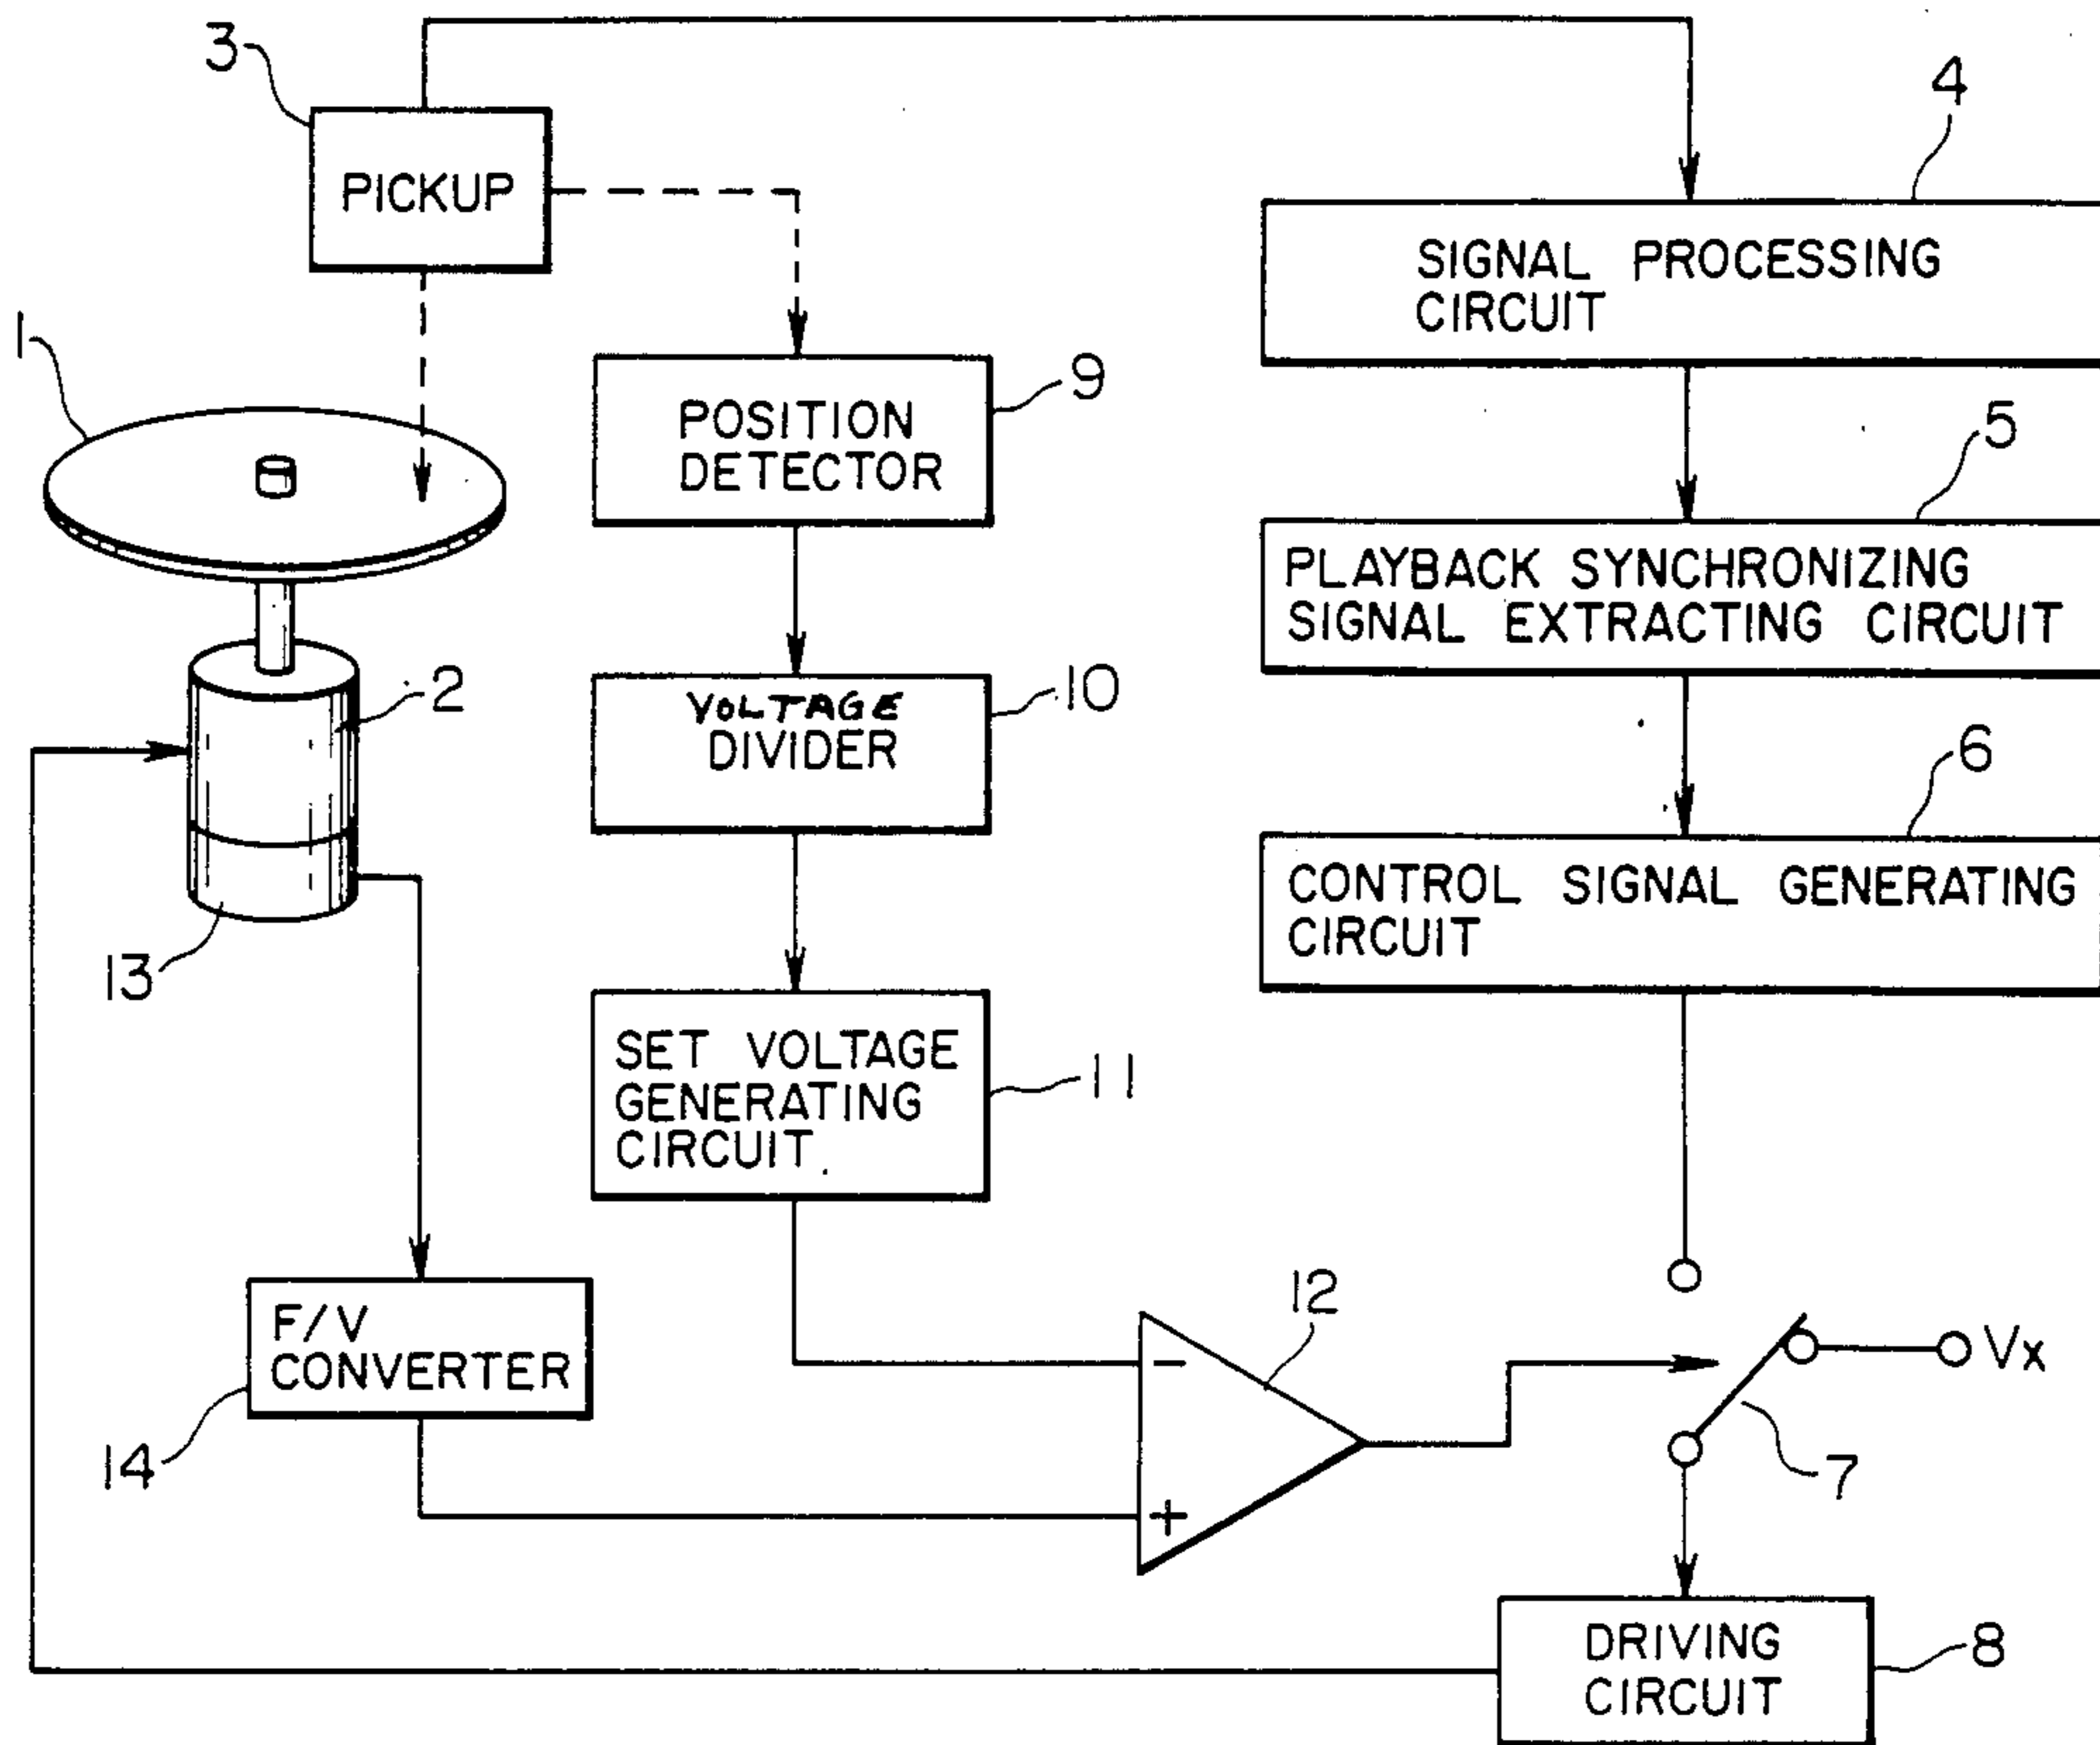 3
PICKUP
4
SIGNAL PROCESSING
CIRCUIT
1
9
POSITION
DETECTOR
5
PLAYBACK SYNCHRONIZING
SIGNAL EXTRACTING CIRCUIT
2
10
VOLTAGE
DIVIDER
6
CONTROL SIGNAL GENERATING
CIRCUIT
13
11
SET VOLTAGE
GENERATING
CIRCUIT
F/V
CONVERTER
14
12
−
+
Vx
7
8
DRIVING
CIRCUIT